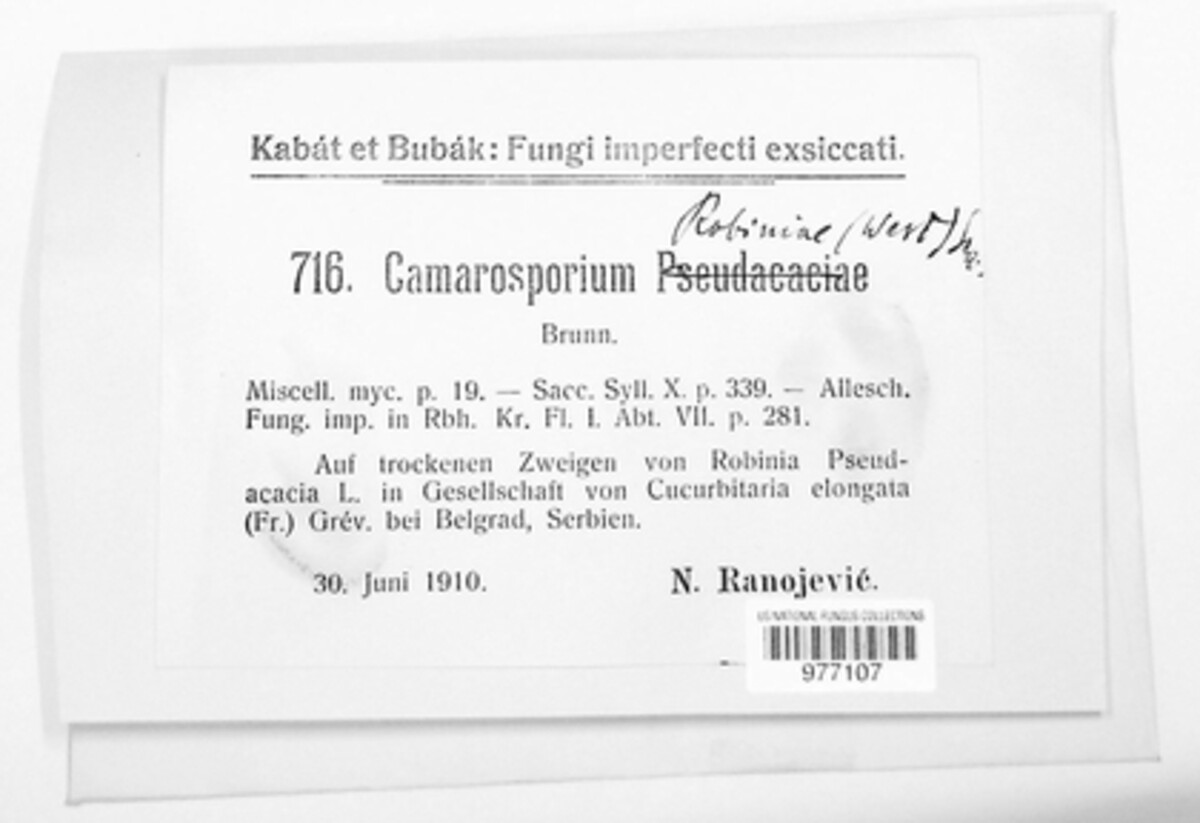 Kabát et Bubák: Fungi imperfecti exsiccati.
Robiniae (West)
716. Camarosporium Pseudacaciae
Brunn.
Miscell. myc. p. 19. — Sacc. Syll. X. p. 339. — Allesch.
Fung. imp. in Rbh. Kr. Fl. I. Abt. VII. p. 281.
Auf trockenen Zweigen von Robinia Pseud-
acacia L. in Gesellschaft von Cucurbitaria elongata
(Fr.) Grév. bei Belgrad, Serbien.
30. Juni 1910. N. Ranojević.
US NATIONAL FUNGUS COLLECTIONS
977107